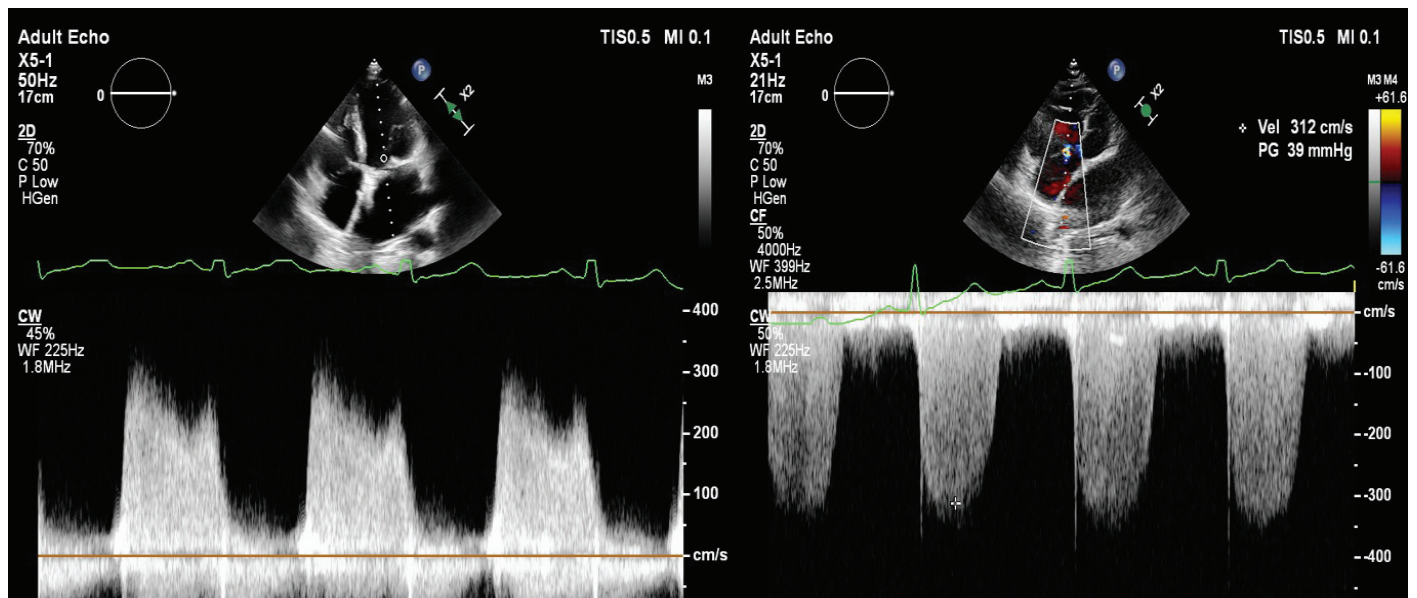 Adult Echo
TIS0.5 MI 0.1
X5-1
50Hz
17cm
0
P
X2
M3
2D
70%
C 50
P Low
HGen
CW
45%
WF 225Hz
1.8MHz
400
300
200
100
cm/s
Adult Echo
TIS0.5 MI 0.1
X5-1
21Hz
17cm
0
P
X2
M3 M4
+61.6
Vel 312 cm/s
PG 39 mmHg
2D
70%
C 50
P Low
HGen
CF
50%
4000Hz
WF 399Hz
2.5MHz
-61.6
cm/s
CW
50%
WF 225Hz
1.8MHz
cm/s
-100
-200
-300
-400